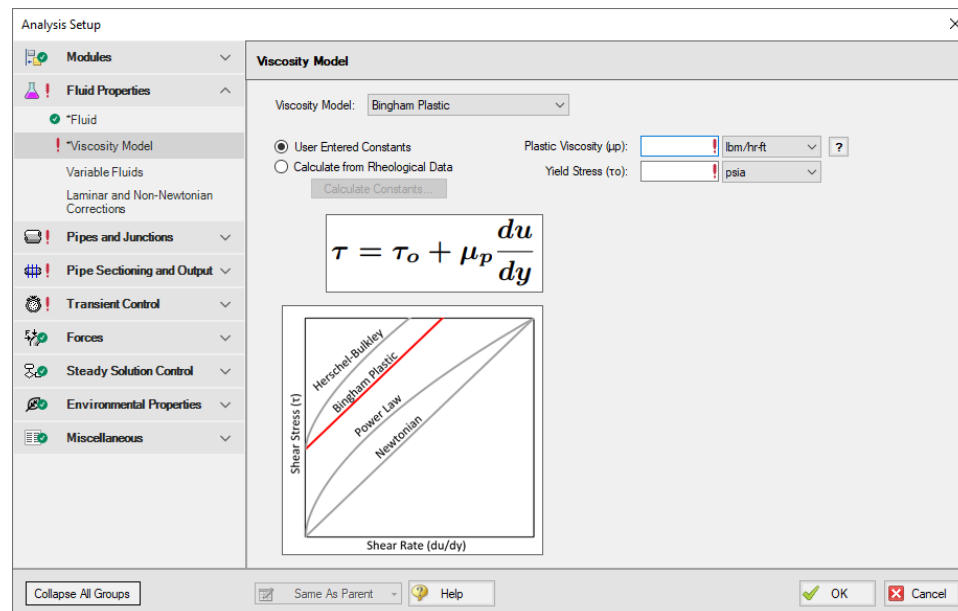 Analysis Setup
Modules
Fluid Properties
*Fluid
*Viscosity Model
Variable Fluids
Laminar and Non-Newtonian
Corrections
Pipes and Junctions
Pipe Sectioning and Output
Transient Control
Forces
Steady Solution Control
Environmental Properties
Miscellaneous
Collapse All Groups
Viscosity Model
Viscosity Model: Bingham Plastic
User Entered Constants
Calculate from Rheological Data
Calculate Constants...
Plastic Viscosity (μp): lbm/hr-ft ?
Yield Stress (τo): psia
τ = τₒ + μₚ du/dy
Herschel-Bulkley
Bingham Plastic
Power Law
Newtonian
Shear Stress (τ)
Shear Rate (du/dy)
Same As Parent
Help
OK
Cancel